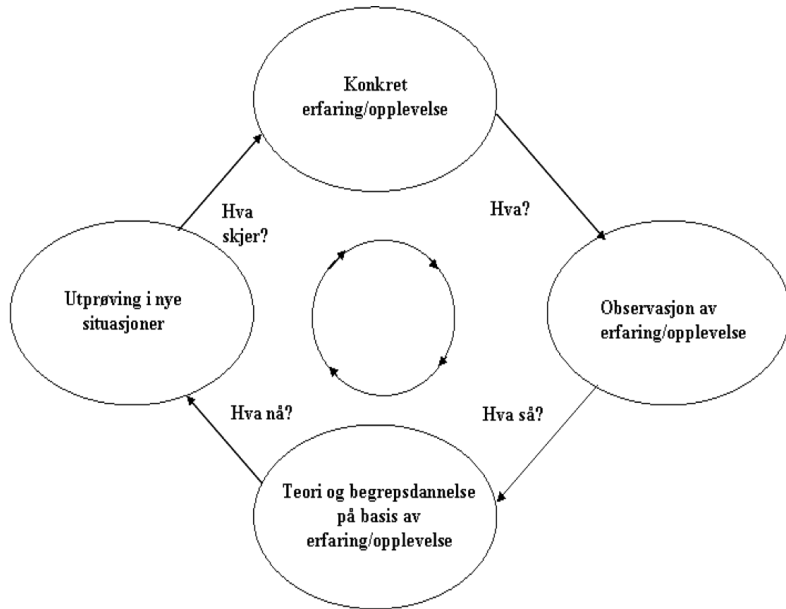 Konkret
erfaring/opplevelse
Hva?
Observasjon av
erfaring/opplevelse
Hva så?
Teori og begrepsdannelse
på basis av
erfaring/opplevelse
Hva nå?
Utprøving i nye
situasjoner
Hva
skjer?